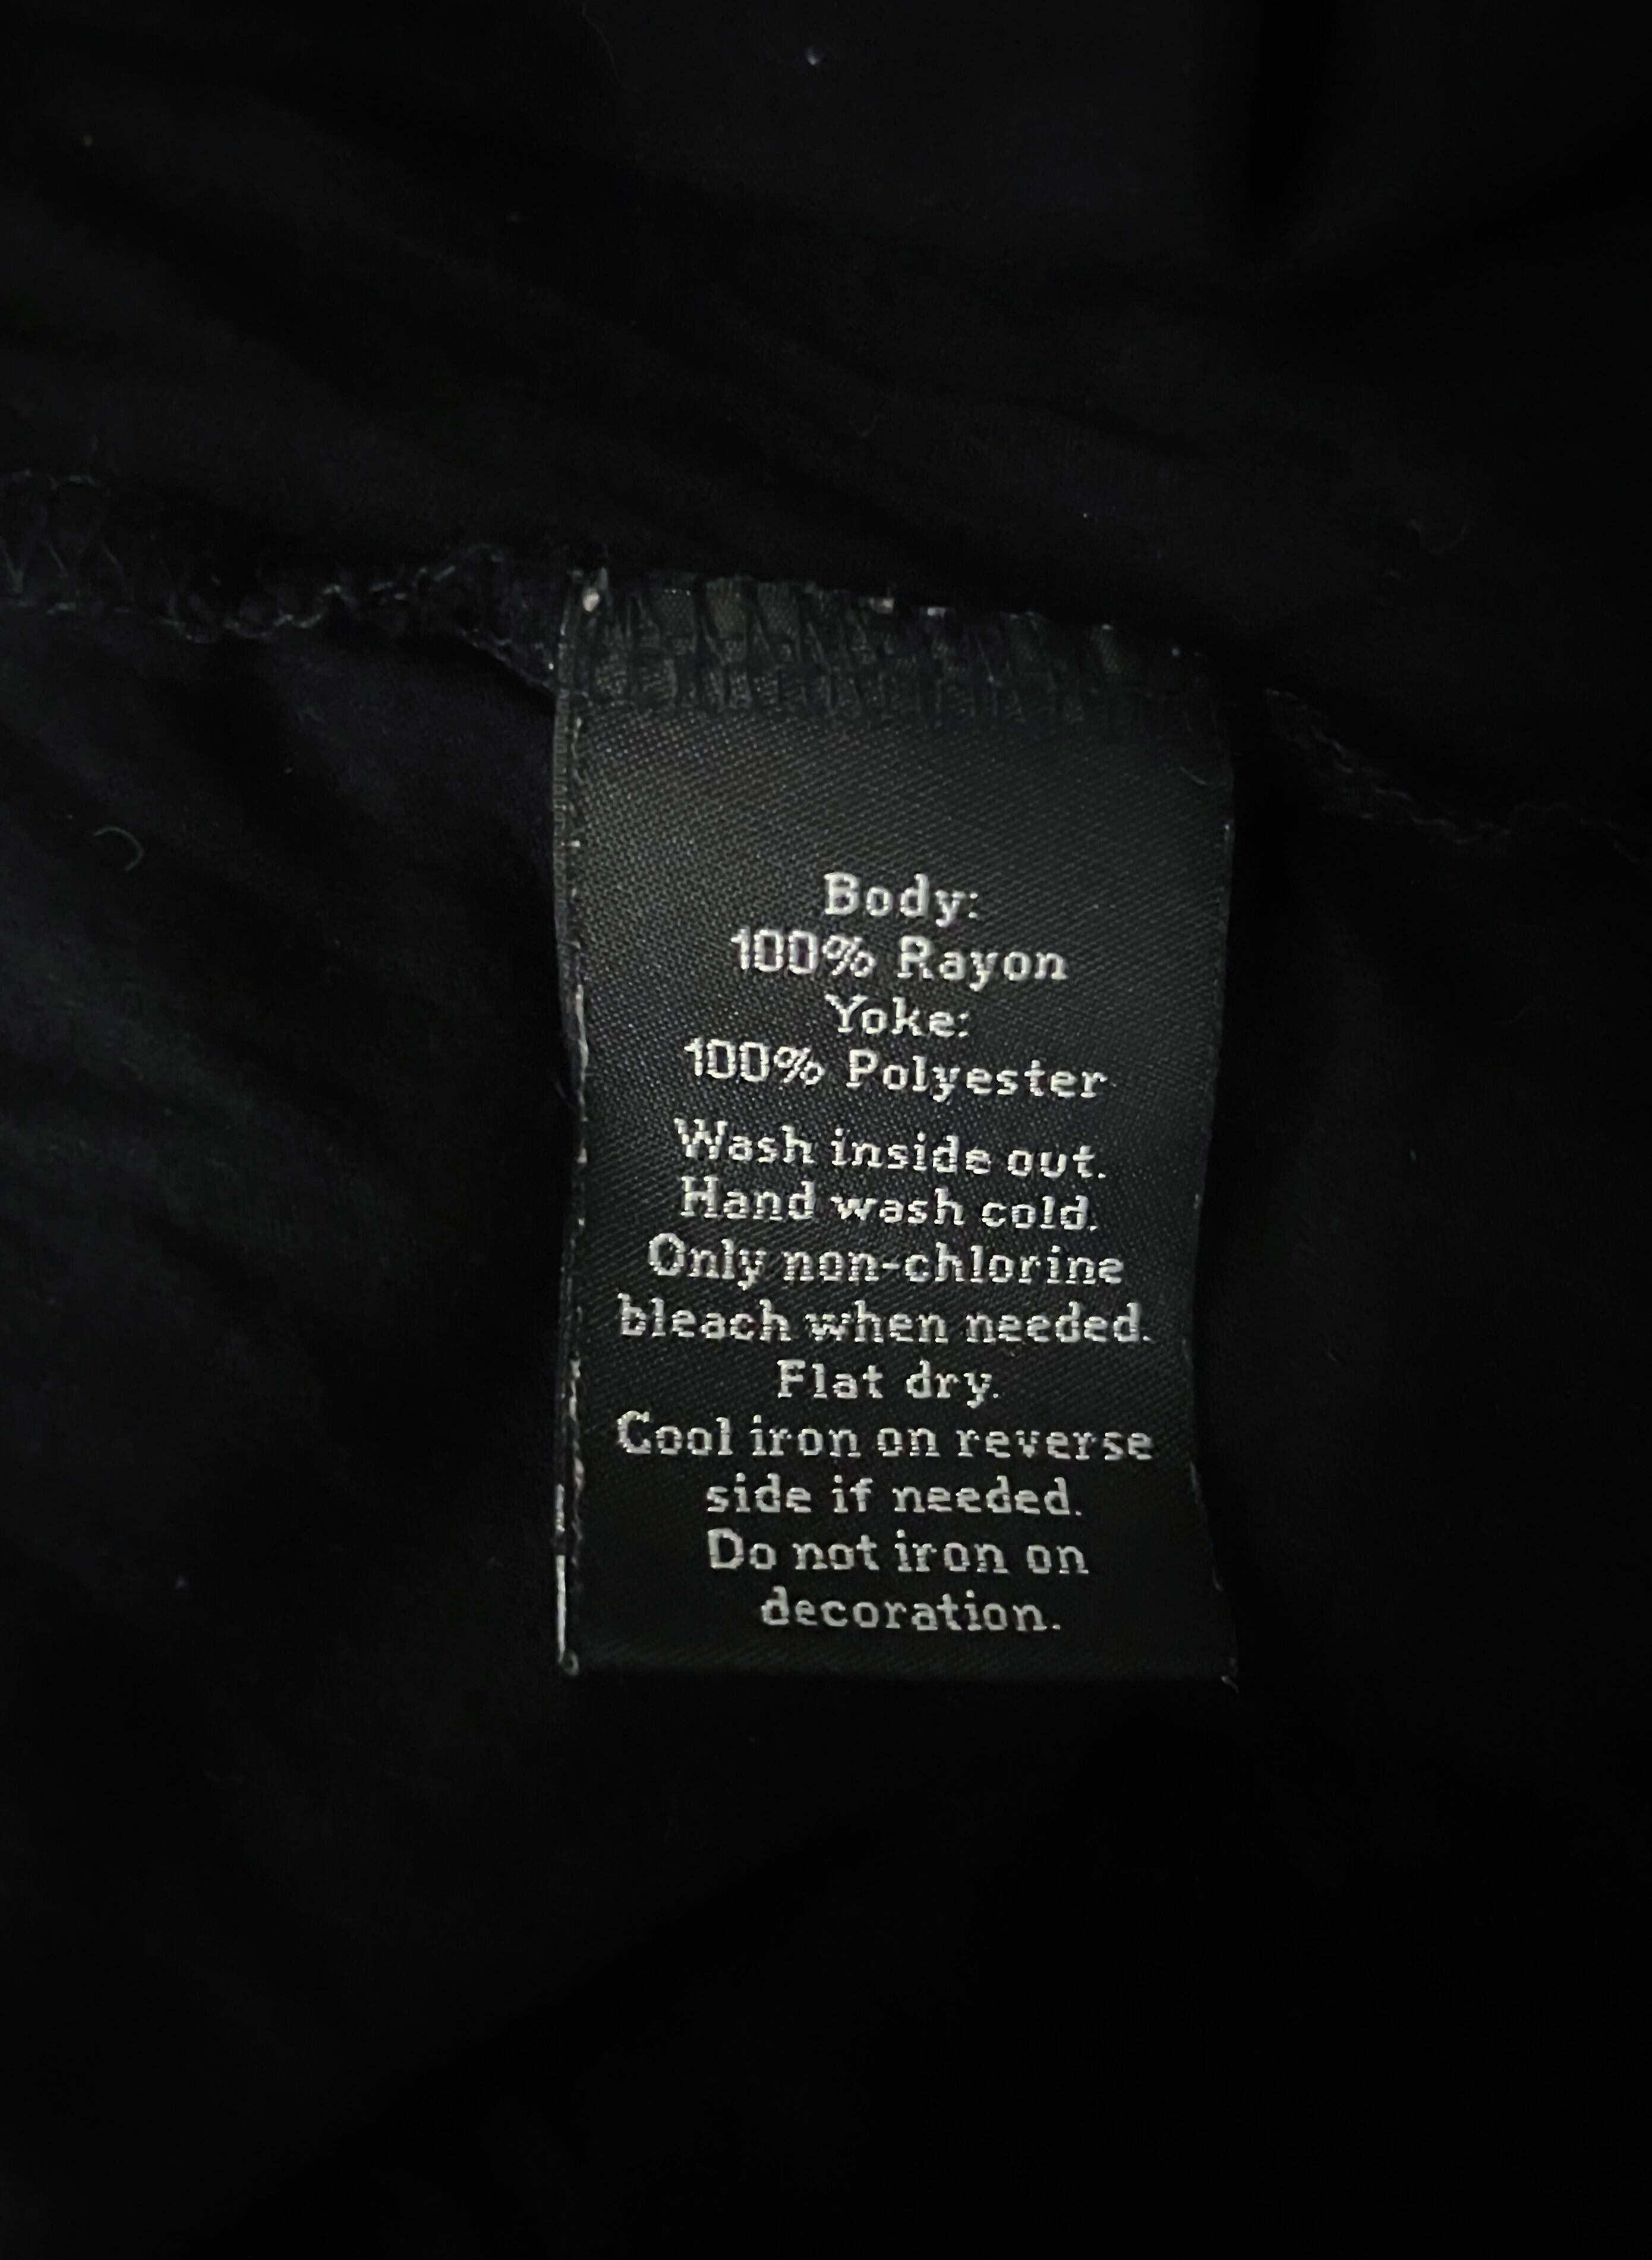 Body:
100% Rayon
Yoke:
100% Polyester
Wash inside out.
Hand wash cold.
Only non-chlorine
bleach when needed.
Flat dry.
Cool iron on reverse
side if needed.
Do not iron on
decoration.